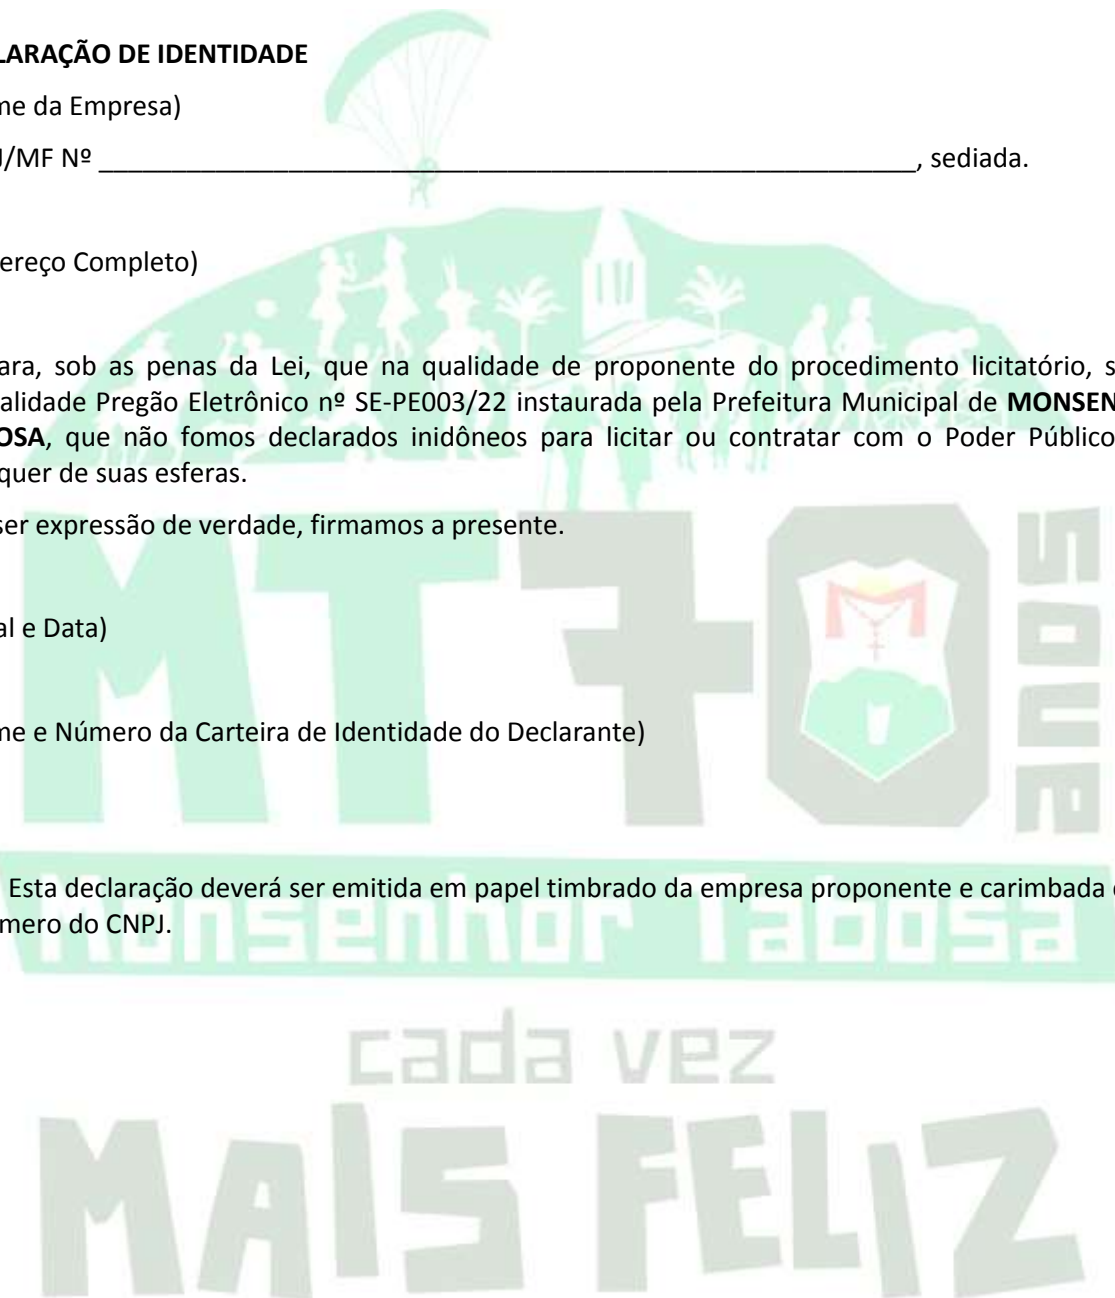 LARAÇÃO DE IDENTIDADE
me da Empresa)
J/MF Nº ________________________________________________________, sediada.
ereço Completo)
ara, sob as penas da Lei, que na qualidade de proponente do procedimento licitatório, s
alidade Pregão Eletrônico nº SE-PE003/22 instaurada pela Prefeitura Municipal de MONSEN
OSA, que não fomos declarados inidôneos para licitar ou contratar com o Poder Público
quer de suas esferas.
ser expressão de verdade, firmamos a presente.
al e Data)
me e Número da Carteira de Identidade do Declarante)
Esta declaração deverá ser emitida em papel timbrado da empresa proponente e carimbada
mero do CNPJ.
MT70
anos
Monsenhor Tabosa
cada vez
MAIS FELIZ